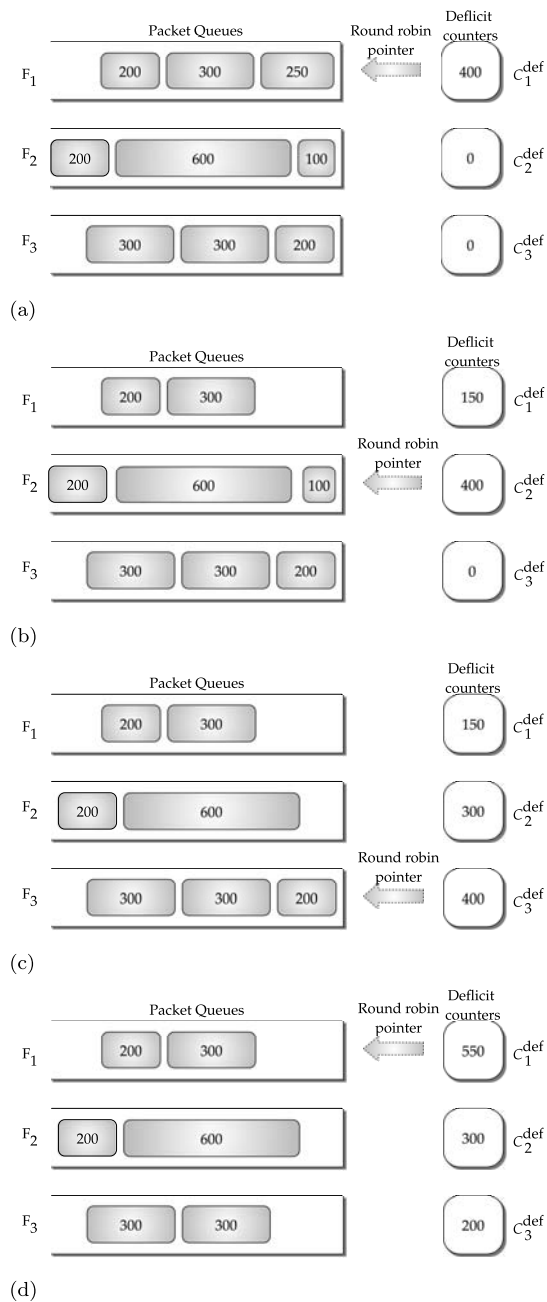 Packet Queues Round robin pointer Deflicit counters
F1 200 300 250 400 C1def
F2 200 600 100 0 C2def
F3 300 300 200 0 C3def
(a)
Packet Queues Deflicit counters
F1 200 300 150 C1def
Round robin pointer
F2 200 600 100 400 C2def
F3 300 300 200 0 C3def
(b)
Packet Queues Deflicit counters
F1 200 300 150 C1def
F2 200 600 300 C2def
Round robin pointer
F3 300 300 200 400 C3def
(c)
Packet Queues Round robin pointer Deflicit counters
F1 200 300 550 C1def
F2 200 600 300 C2def
F3 300 300 200 C3def
(d)